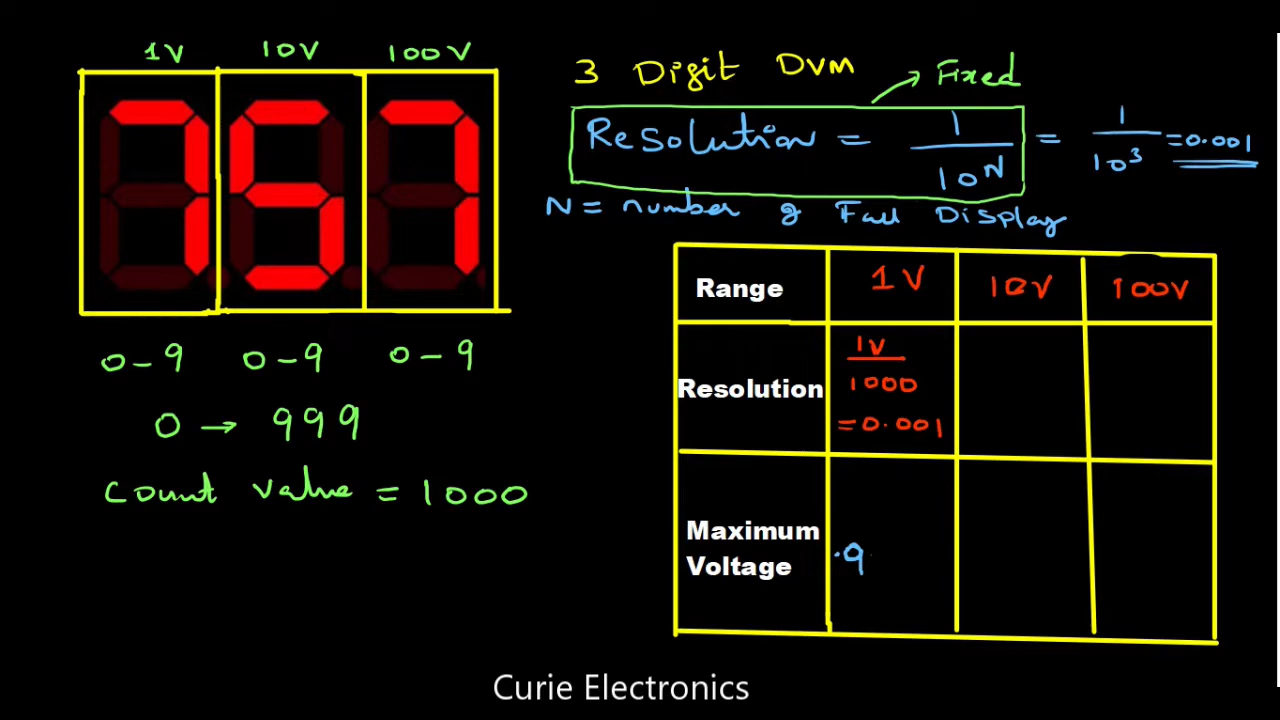 1V 10V 100V
757
0-9 0-9 0-9
0 → 999
Count value = 1000
3 Digit DVM
Fixed
Resolution = 1/10^N = 1/10^3 = 0.001
N = number of Full Display
Range 1V 10V 100V
Resolution 1V/1000 = 0.001
Maximum Voltage .9
Curie Electronics